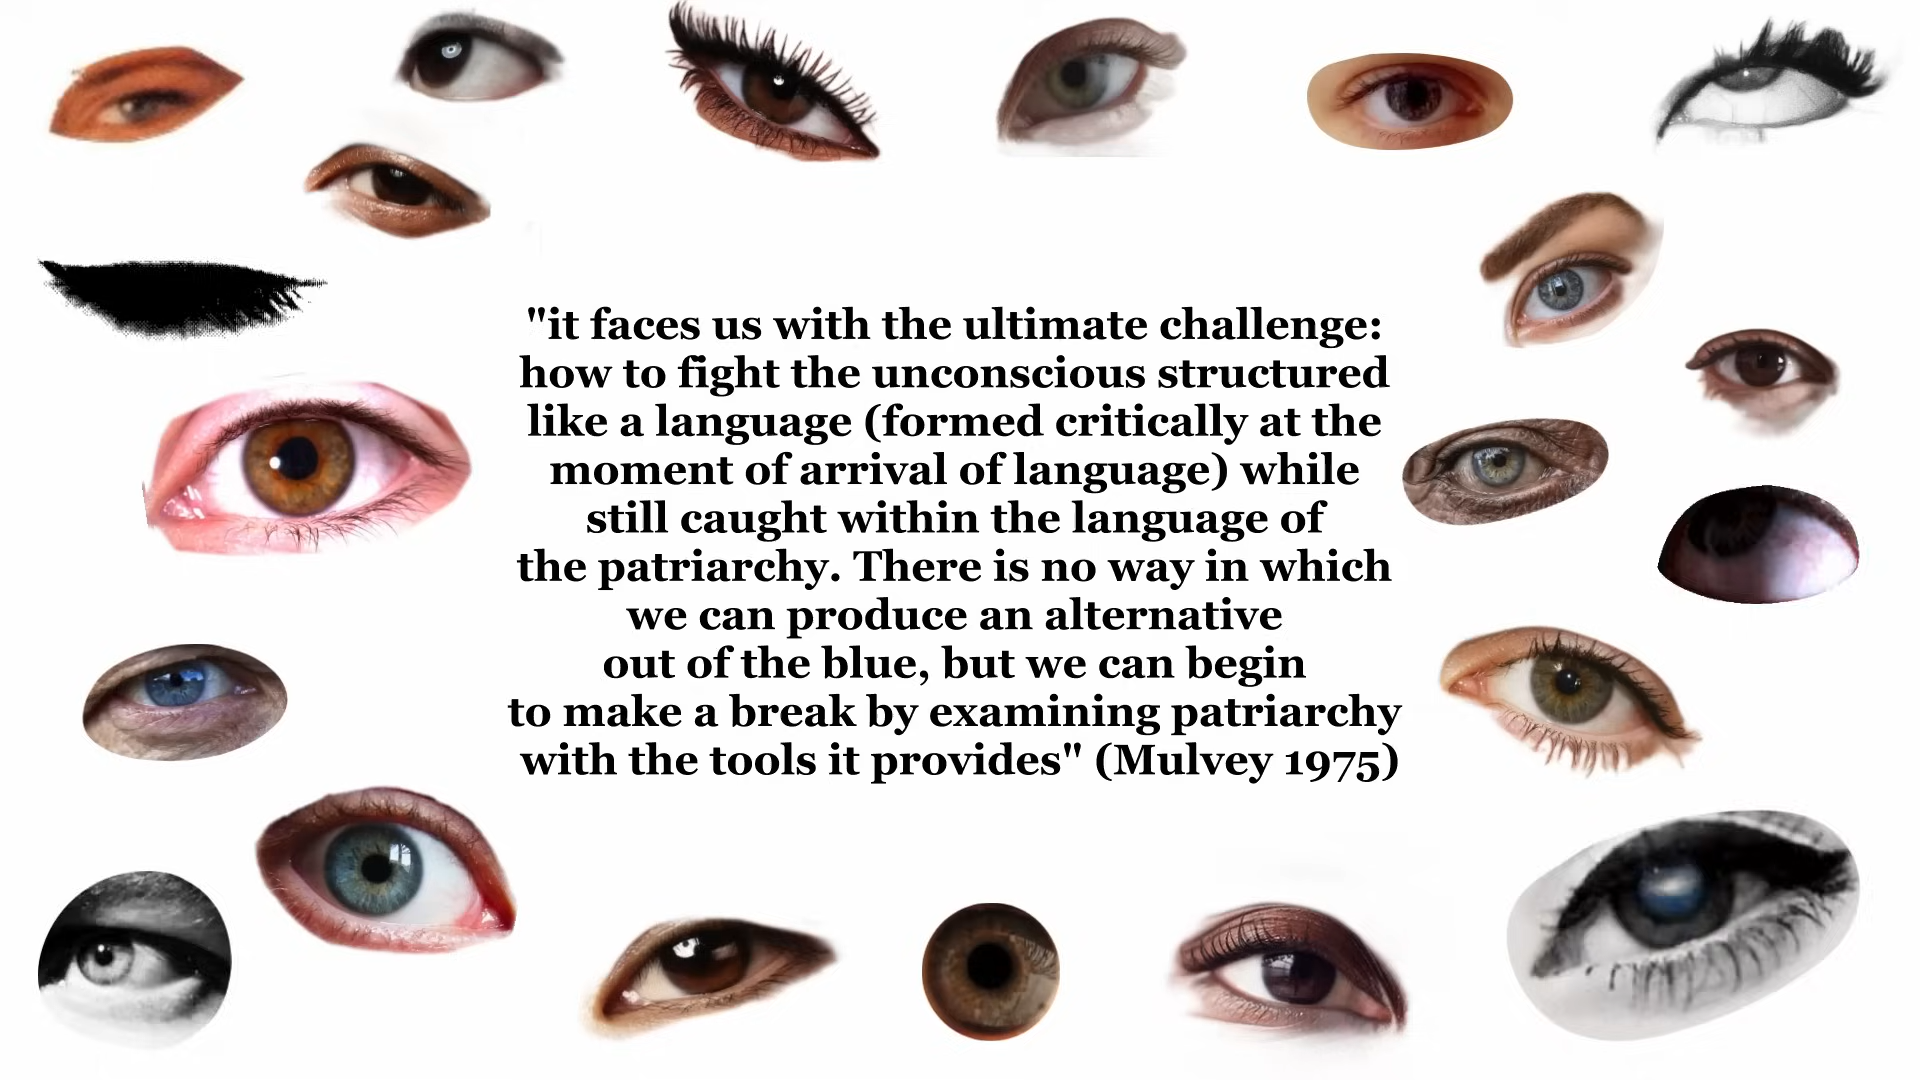 "it faces us with the ultimate challenge:
how to fight the unconscious structured
like a language (formed critically at the
moment of arrival of language) while
still caught within the language of
the patriarchy. There is no way in which
we can produce an alternative
out of the blue, but we can begin
to make a break by examining patriarchy
with the tools it provides" (Mulvey 1975)